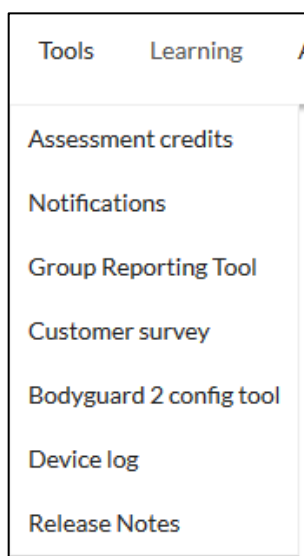 Tools Learning
Assessment credits
Notifications
Group Reporting Tool
Customer survey
Bodyguard 2 config tool
Device log
Release Notes